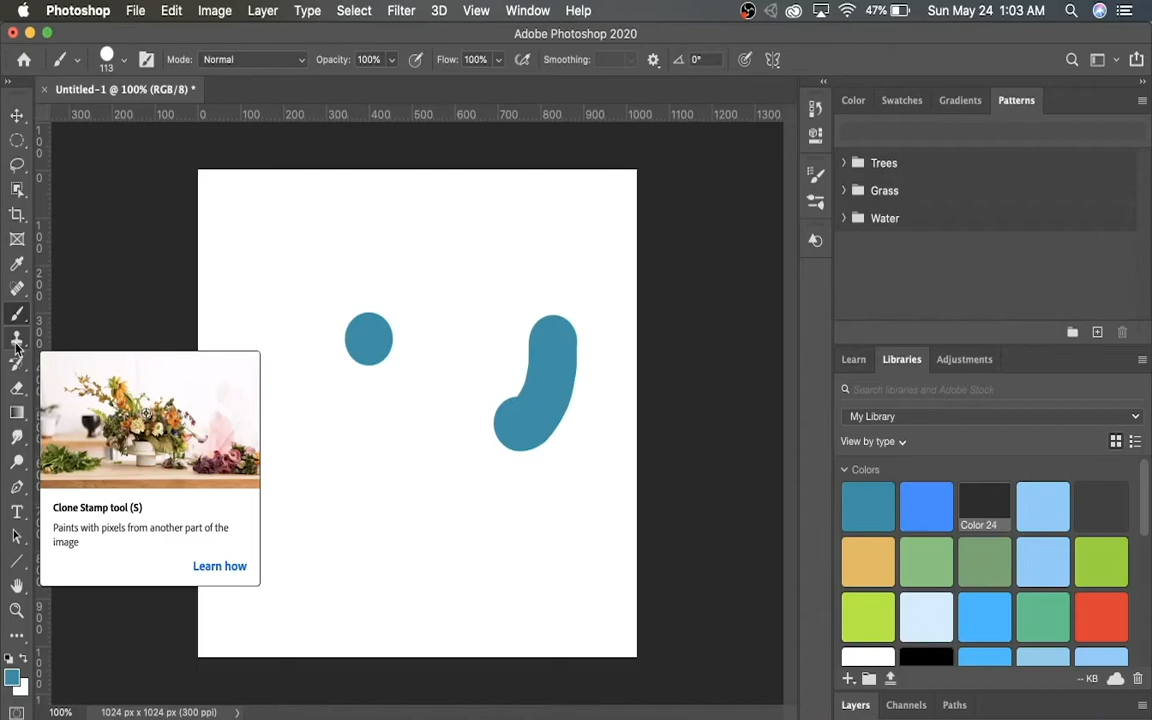 Photoshop File Edit Image Layer Type Select Filter 3D View Window Help 47% Sun May 24 1:03 AM
Adobe Photoshop 2020
113 Mode: Normal Opacity: 100% Flow: 100% Smoothing: 0°
Untitled-1 @ 100% (RGB/8) *
Color Swatches Gradients Patterns
300 200 100 0 100 200 300 400 500 600 700 800 900 1000 1100 1200 1300
Trees
Grass
Water
Learn Libraries Adjustments
Search libraries and Adobe Stock
My Library
View by type
Colors
Color 24
Clone Stamp tool (S)
Paints with pixels from another part of the
image
Learn how
-- KB
Layers Channels Paths
100% 1024 px x 1024 px (300 ppi)